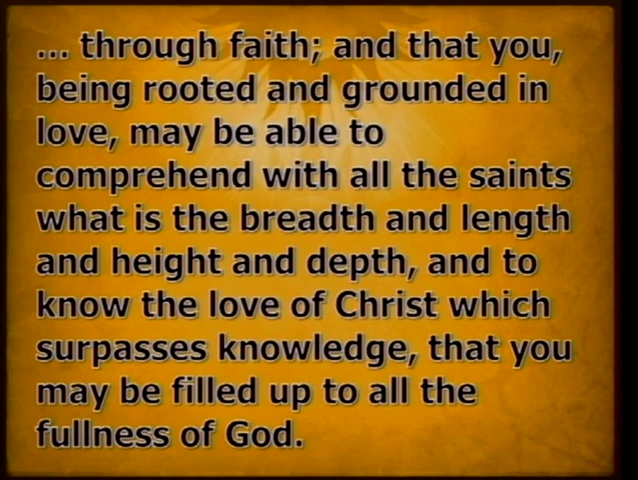 ... through faith; and that you,
being rooted and grounded in
love, may be able to
comprehend with all the saints
what is the breadth and length
and height and depth, and to
know the love of Christ which
surpasses knowledge, that you
may be filled up to all the
fullness of God.